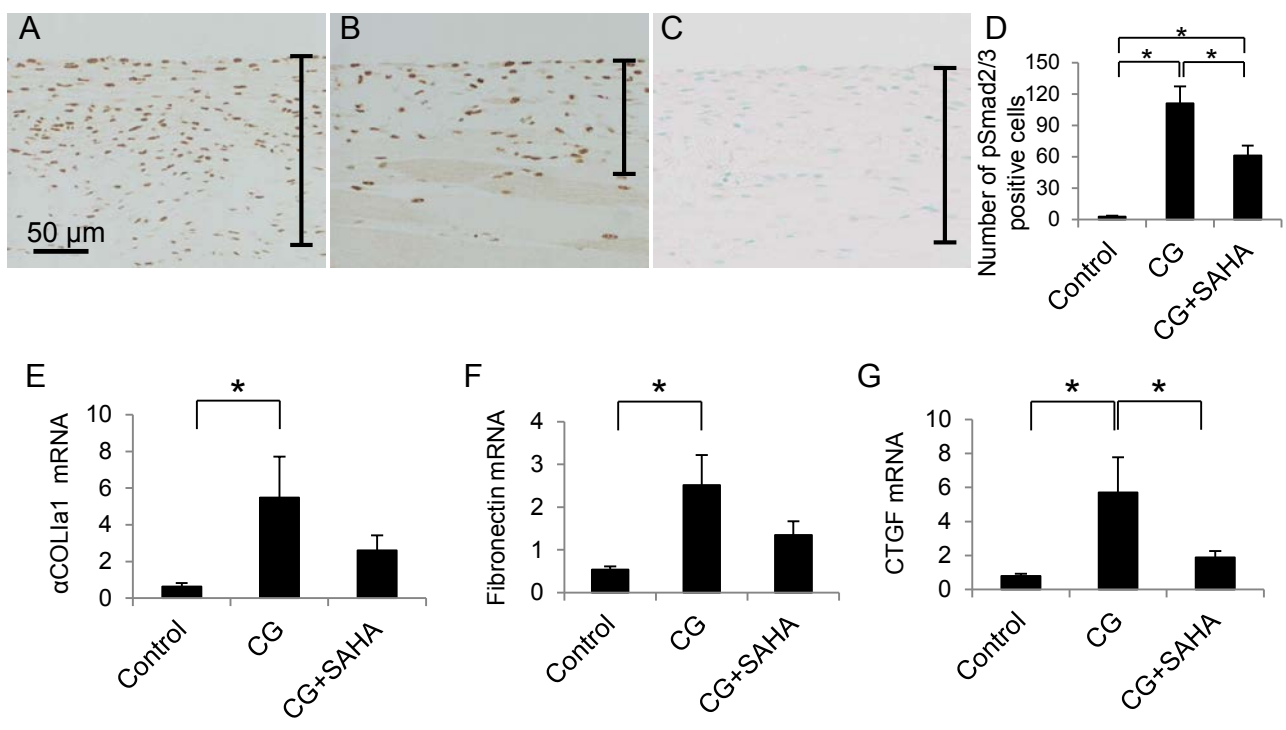 A
B
C
D
50 μm
*
*
*
Number of pSmad2/3
positive cells
150
120
90
60
30
0
Control
CG
CG+SAHA
E
*
αCOLIa1 mRNA
10
8
6
4
2
0
Control
CG
CG+SAHA
F
*
Fibronectin mRNA
4
3
2
1
0
Control
CG
CG+SAHA
G
*
*
CTGF mRNA
10
8
6
4
2
0
Control
CG
CG+SAHA